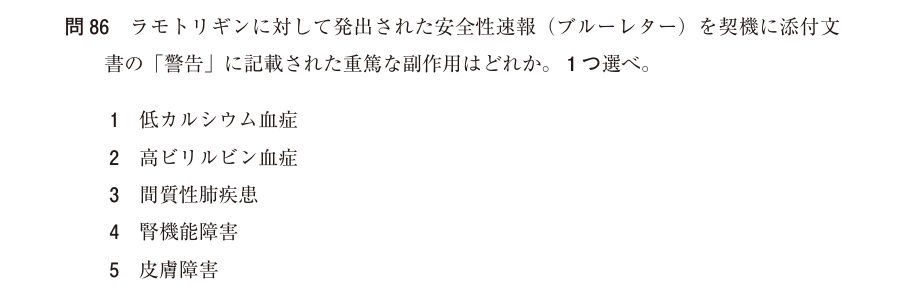 問 86 ラモトリギンに対して発出された安全性速報（ブルーレター）を契機に添付文
書の「警告」に記載された重篤な副作用はどれか。1つ選べ。
1 低カルシウム血症
2 高ビリルビン血症
3 間質性肺疾患
4 腎機能障害
5 皮膚障害